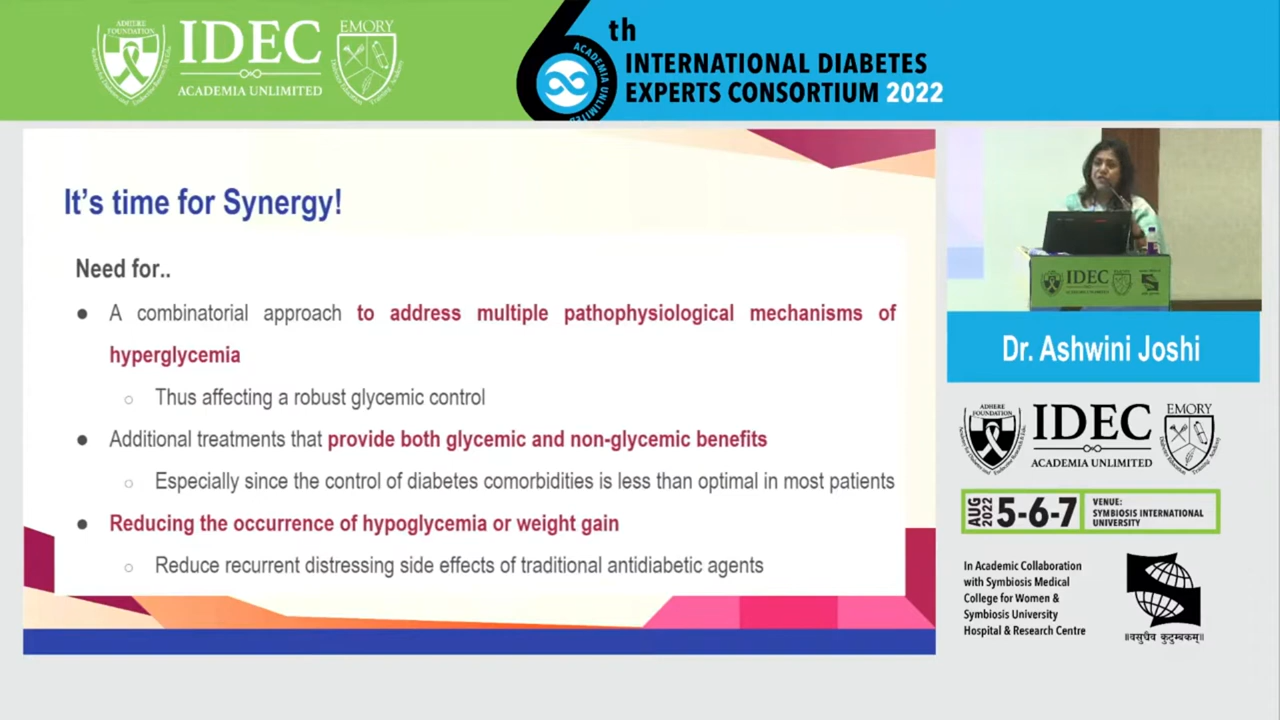 ADHERE
FOUNDATION
IDEC
ACADEMIA UNLIMITED
EMORY
6th
ACADEMIA UNLIMITED
INTERNATIONAL DIABETES
EXPERTS CONSORTIUM 2022
It's time for Synergy!
Need for..
● A combinatorial approach to address multiple pathophysiological mechanisms of
hyperglycemia
○ Thus affecting a robust glycemic control
● Additional treatments that provide both glycemic and non-glycemic benefits
○ Especially since the control of diabetes comorbidities is less than optimal in most patients
● Reducing the occurrence of hypoglycemia or weight gain
○ Reduce recurrent distressing side effects of traditional antidiabetic agents
IDEC
Dr. Ashwini Joshi
ADHERE
FOUNDATION
IDEC
ACADEMIA UNLIMITED
EMORY
AUG
2022
5-6-7
VENUE:
SYMBIOSIS INTERNATIONAL
UNIVERSITY
In Academic Collaboration
with Symbiosis Medical
College for Women &
Symbiosis University
Hospital & Research Centre
॥वसुधैव कुटुम्बकम्॥